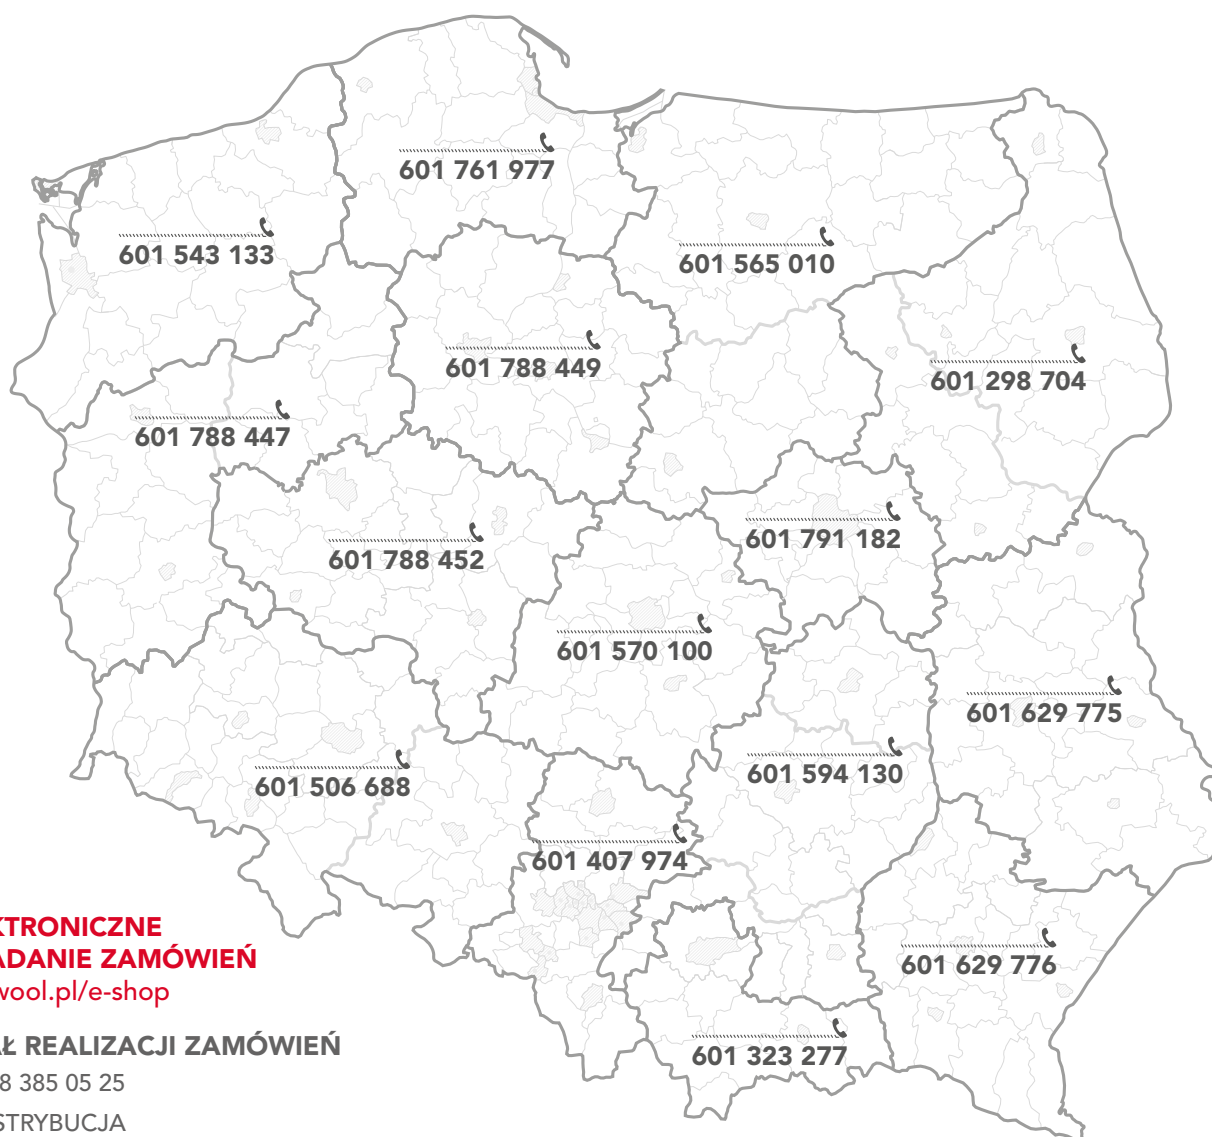 601 761 977
601 543 133
601 565 010
601 788 449
601 298 704
601 788 447
601 791 182
601 788 452
601 570 100
601 629 775
601 594 130
601 506 688
601 407 974
KTRONICZNE
ADANIE ZAMÓWIEŃ
wool.pl/e-shop
601 629 776
AŁ REALIZACJI ZAMÓWIEŃ
601 323 277
8 385 05 25
STRYBUCJA